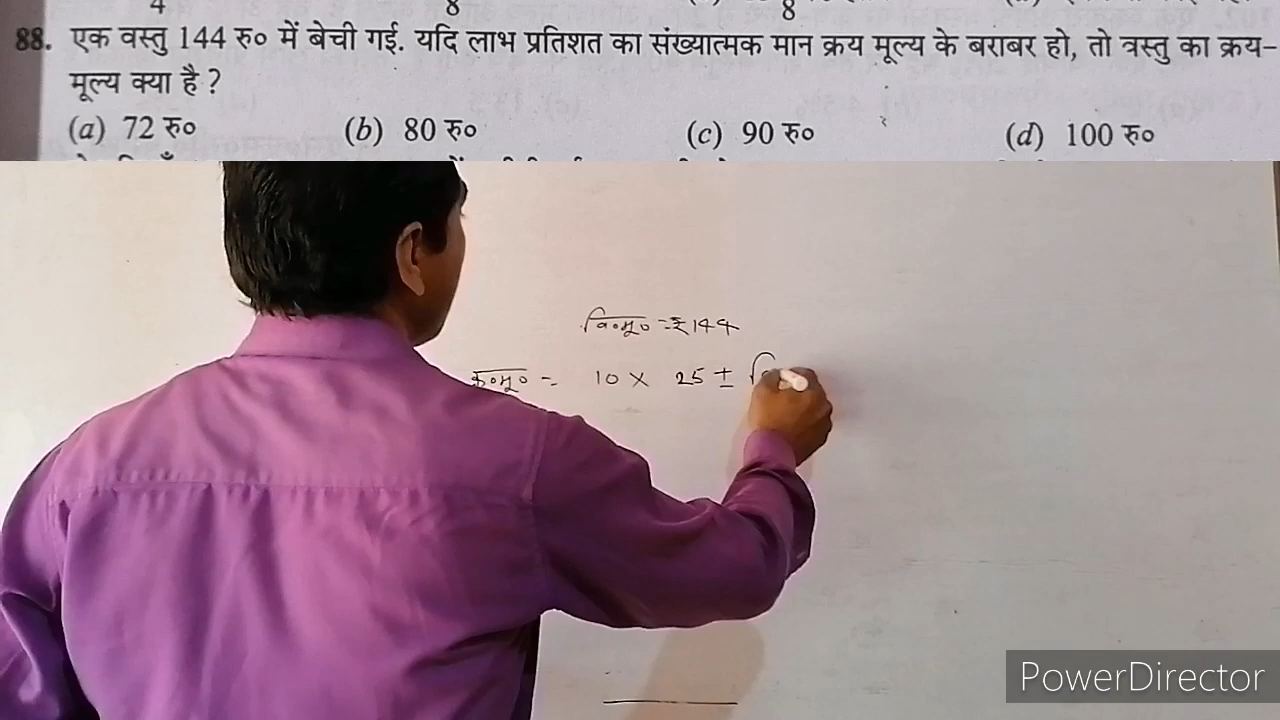 88. एक वस्तु 144 रु० में बेची गई. यदि लाभ प्रतिशत का संख्यात्मक मान क्रय मूल्य के बराबर हो, तो वस्तु का क्रय-
मूल्य क्या है ?
(a) 72 रु० (b) 80 रु० (c) 90 रु० (d) 100 रु०
वि०मू० = ₹144
क्र०मू० = 10 × 25 ±
PowerDirector